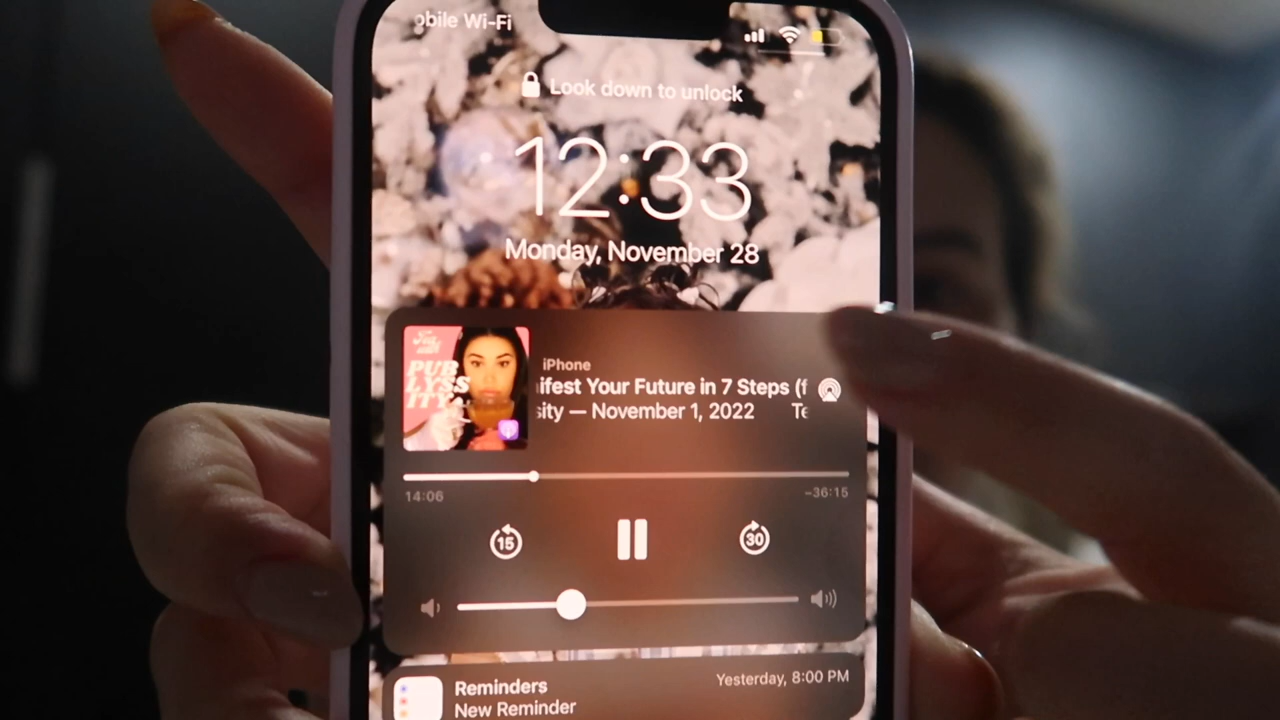 obile Wi-Fi
Look down to unlock
12:33
Monday, November 28
iPhone
ifest Your Future in 7 Steps (f
sity — November 1, 2022 Te
PUB
LYSS
ITY
14:06
-36:15
15
30
Reminders
Yesterday, 8:00 PM
New Reminder